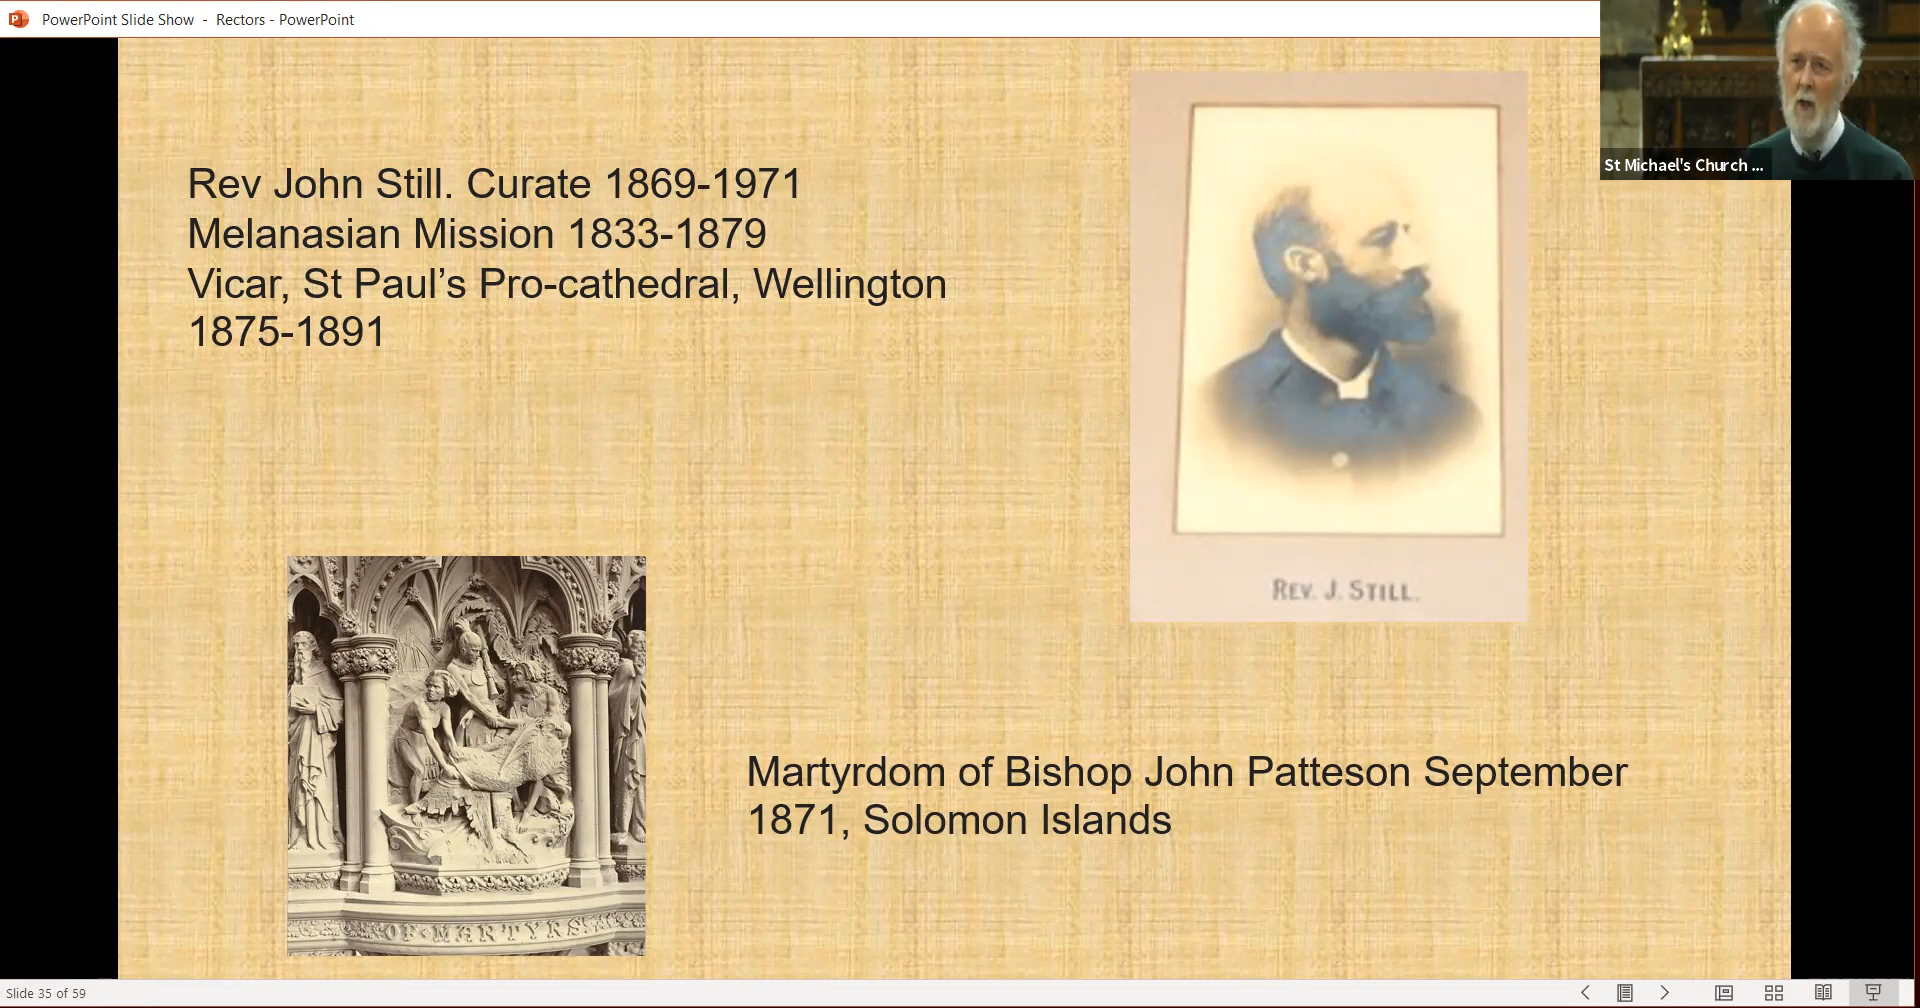 PowerPoint Slide Show - Rectors - PowerPoint
St Michael's Church ...
Rev John Still. Curate 1869-1971
Melanasian Mission 1833-1879
Vicar, St Paul’s Pro-cathedral, Wellington
1875-1891
REV. J. STILL.
Martyrdom of Bishop John Patteson September
1871, Solomon Islands
OF MARTYRS
Slide 35 of 59